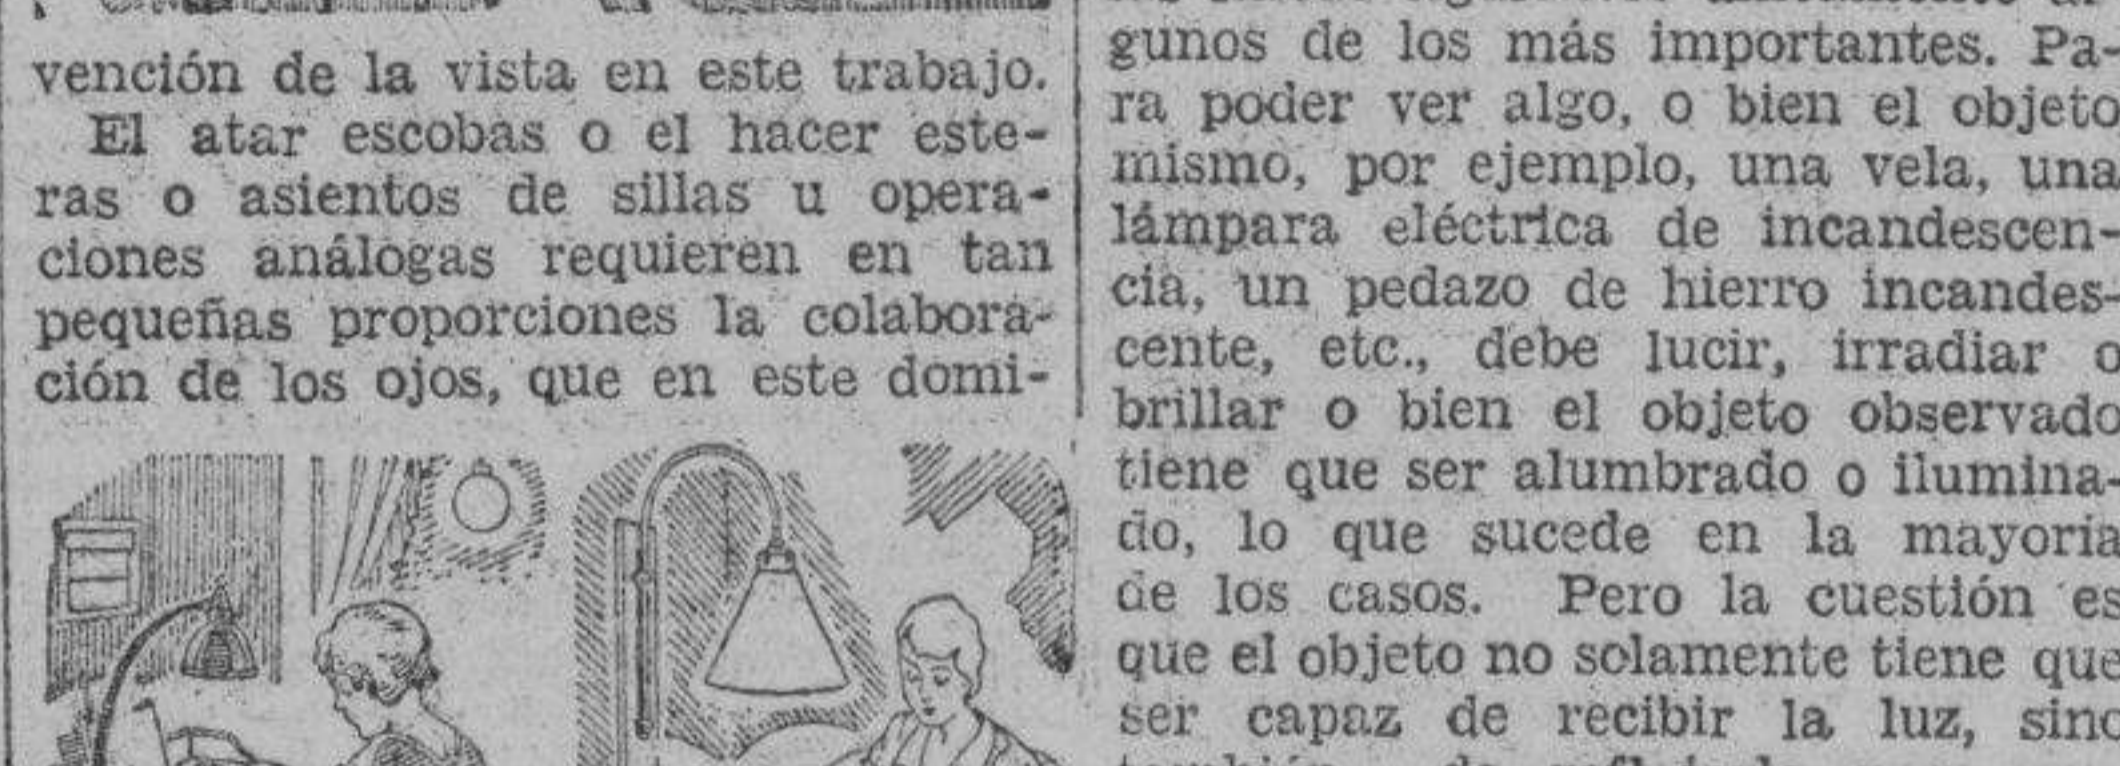 vención de la vista en este trabajo.
El atar escobas o el hacer este-
ras o asientos de sillas u opera-
ciones análogas requieren en tan
pequeñas proporciones la colabora-
ción de los ojos, que en este domi-
gunos de los más importantes. Pa-
ra poder ver algo, o bien el objeto
mismo, por ejemplo, una vela, una
lámpara eléctrica de incandescen-
cia, un pedazo de hierro incandes-
cente, etc., debe lucir, irradiar o
brillar o bien el objeto observado
tiene que ser alumbrado o ilumina-
do, lo que sucede en la mayoria
de los casos. Pero la cuestión es
que el objeto no solamente tiene que
ser capaz de recibir la luz, sino